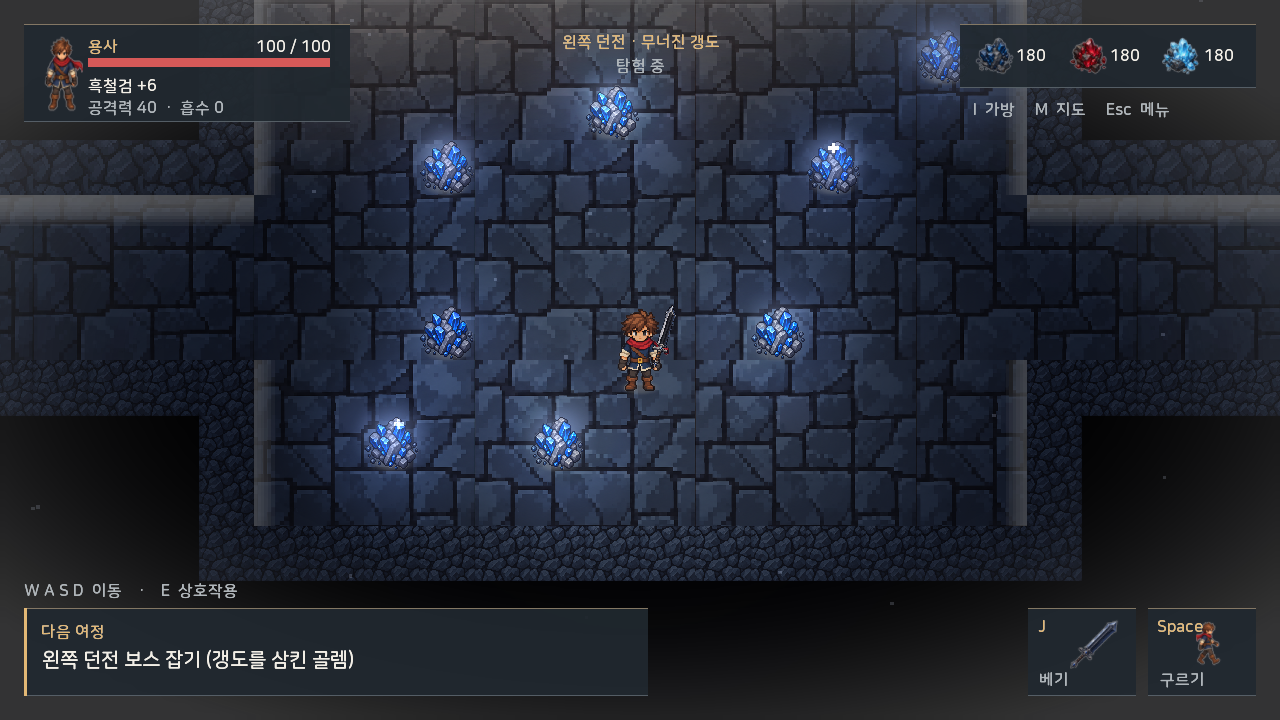 용사 100 / 100
흑철검 +6
공격력 40 · 흡수 0
왼쪽 던전 · 무너진 갱도
탐험 중
180 180 180
I 가방 M 지도 Esc 메뉴
W A S D 이동 · E 상호작용
다음 여정
왼쪽 던전 보스 잡기 (갱도를 삼킨 골렘)
J
베기
Space
구르기